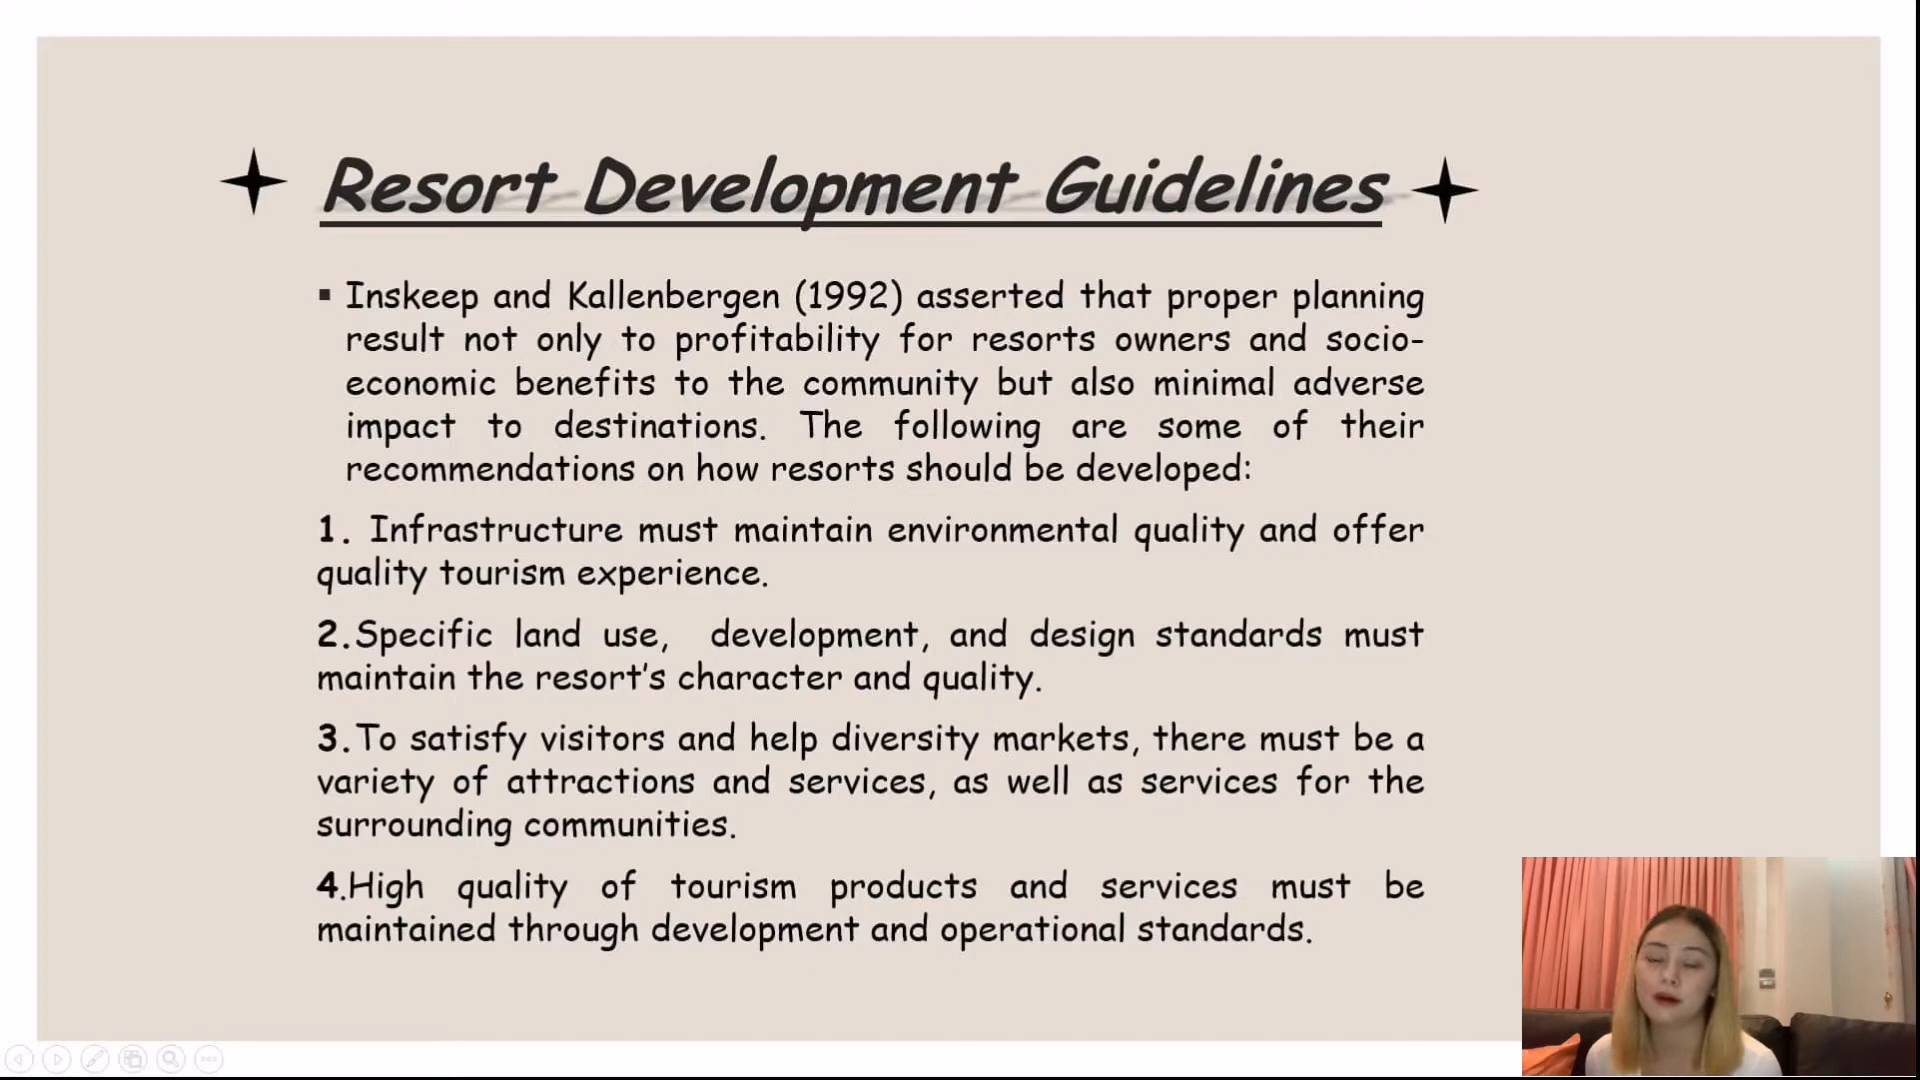 Resort Development Guidelines
▪ Inskeep and Kallenbergen (1992) asserted that proper planning
result not only to profitability for resorts owners and socio-
economic benefits to the community but also minimal adverse
impact to destinations. The following are some of their
recommendations on how resorts should be developed:
1. Infrastructure must maintain environmental quality and offer
quality tourism experience.
2.Specific land use, development, and design standards must
maintain the resort's character and quality.
3.To satisfy visitors and help diversity markets, there must be a
variety of attractions and services, as well as services for the
surrounding communities.
4.High quality of tourism products and services must be
maintained through development and operational standards.